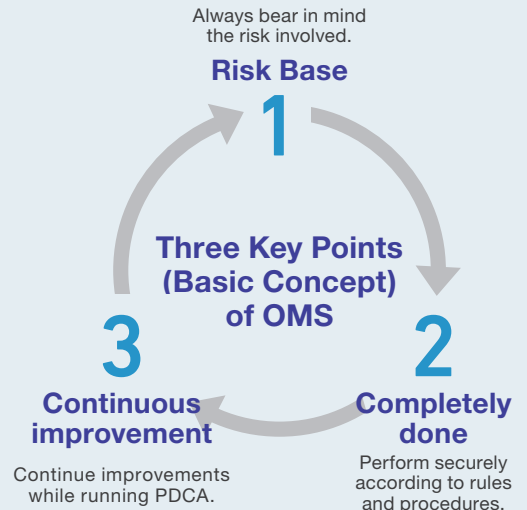 Always bear in mind
the risk involved.
Risk Base
1
Three Key Points
(Basic Concept)
of OMS
2
Completely
done
Perform securely
according to rules
and procedures.
3
Continuous
improvement
Continue improvements
while running PDCA.